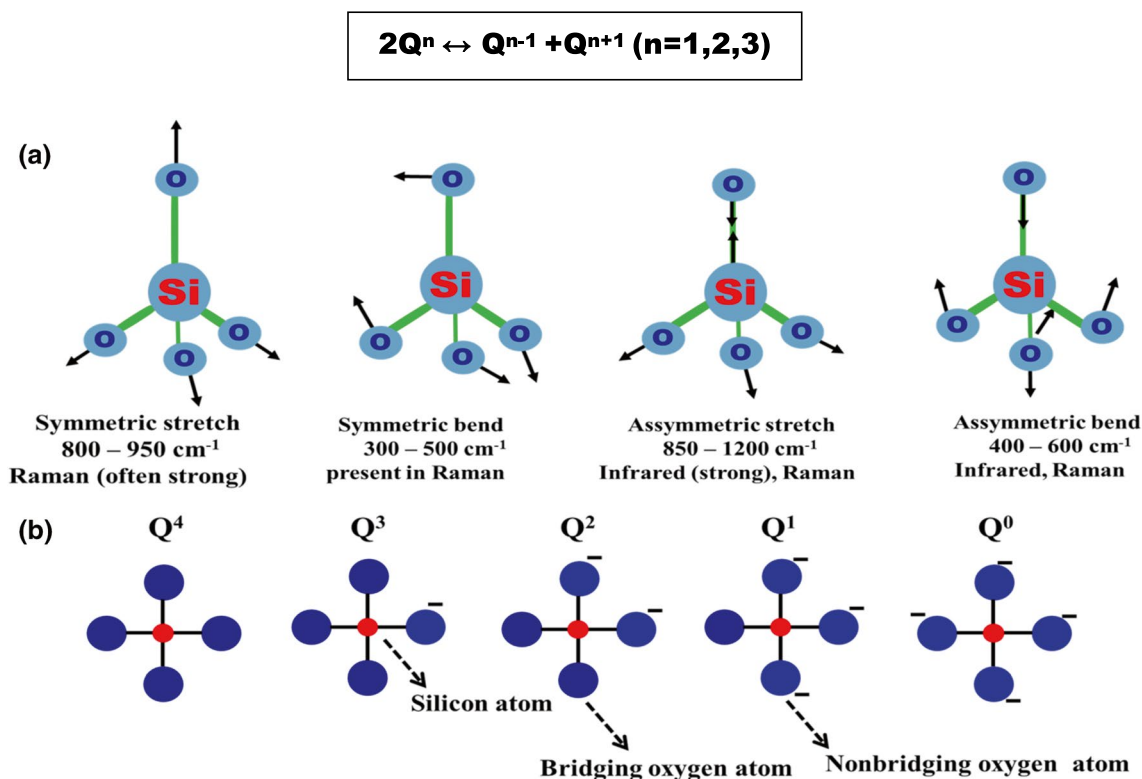 2Qⁿ ↔ Qⁿ⁻¹ +Qⁿ⁺¹ (n=1,2,3)
(a)
O
O
O
O
Si
O
O
O
O
Si
O
O
O
O
Si
O
O
O
O
Si
Symmetric stretch
800 – 950 cm⁻¹
Raman (often strong)
Symmetric bend
300 – 500 cm⁻¹
present in Raman
Assymmetric stretch
850 – 1200 cm⁻¹
Infrared (strong), Raman
Assymmetric bend
400 – 600 cm⁻¹
Infrared, Raman
(b)
Q⁴
Q³
Q²
Q¹
Q⁰
–
–
–
–
–
–
–
–
–
–
Silicon atom
Bridging oxygen atom
Nonbridging oxygen atom